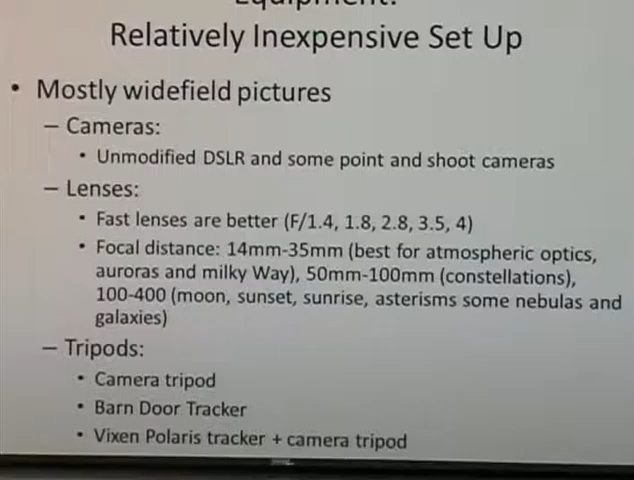 Equipment:
Relatively Inexpensive Set Up
• Mostly widefield pictures
– Cameras:
• Unmodified DSLR and some point and shoot cameras
– Lenses:
• Fast lenses are better (F/1.4, 1.8, 2.8, 3.5, 4)
• Focal distance: 14mm-35mm (best for atmospheric optics,
auroras and milky Way), 50mm-100mm (constellations),
100-400 (moon, sunset, sunrise, asterisms some nebulas and
galaxies)
– Tripods:
• Camera tripod
• Barn Door Tracker
• Vixen Polaris tracker + camera tripod